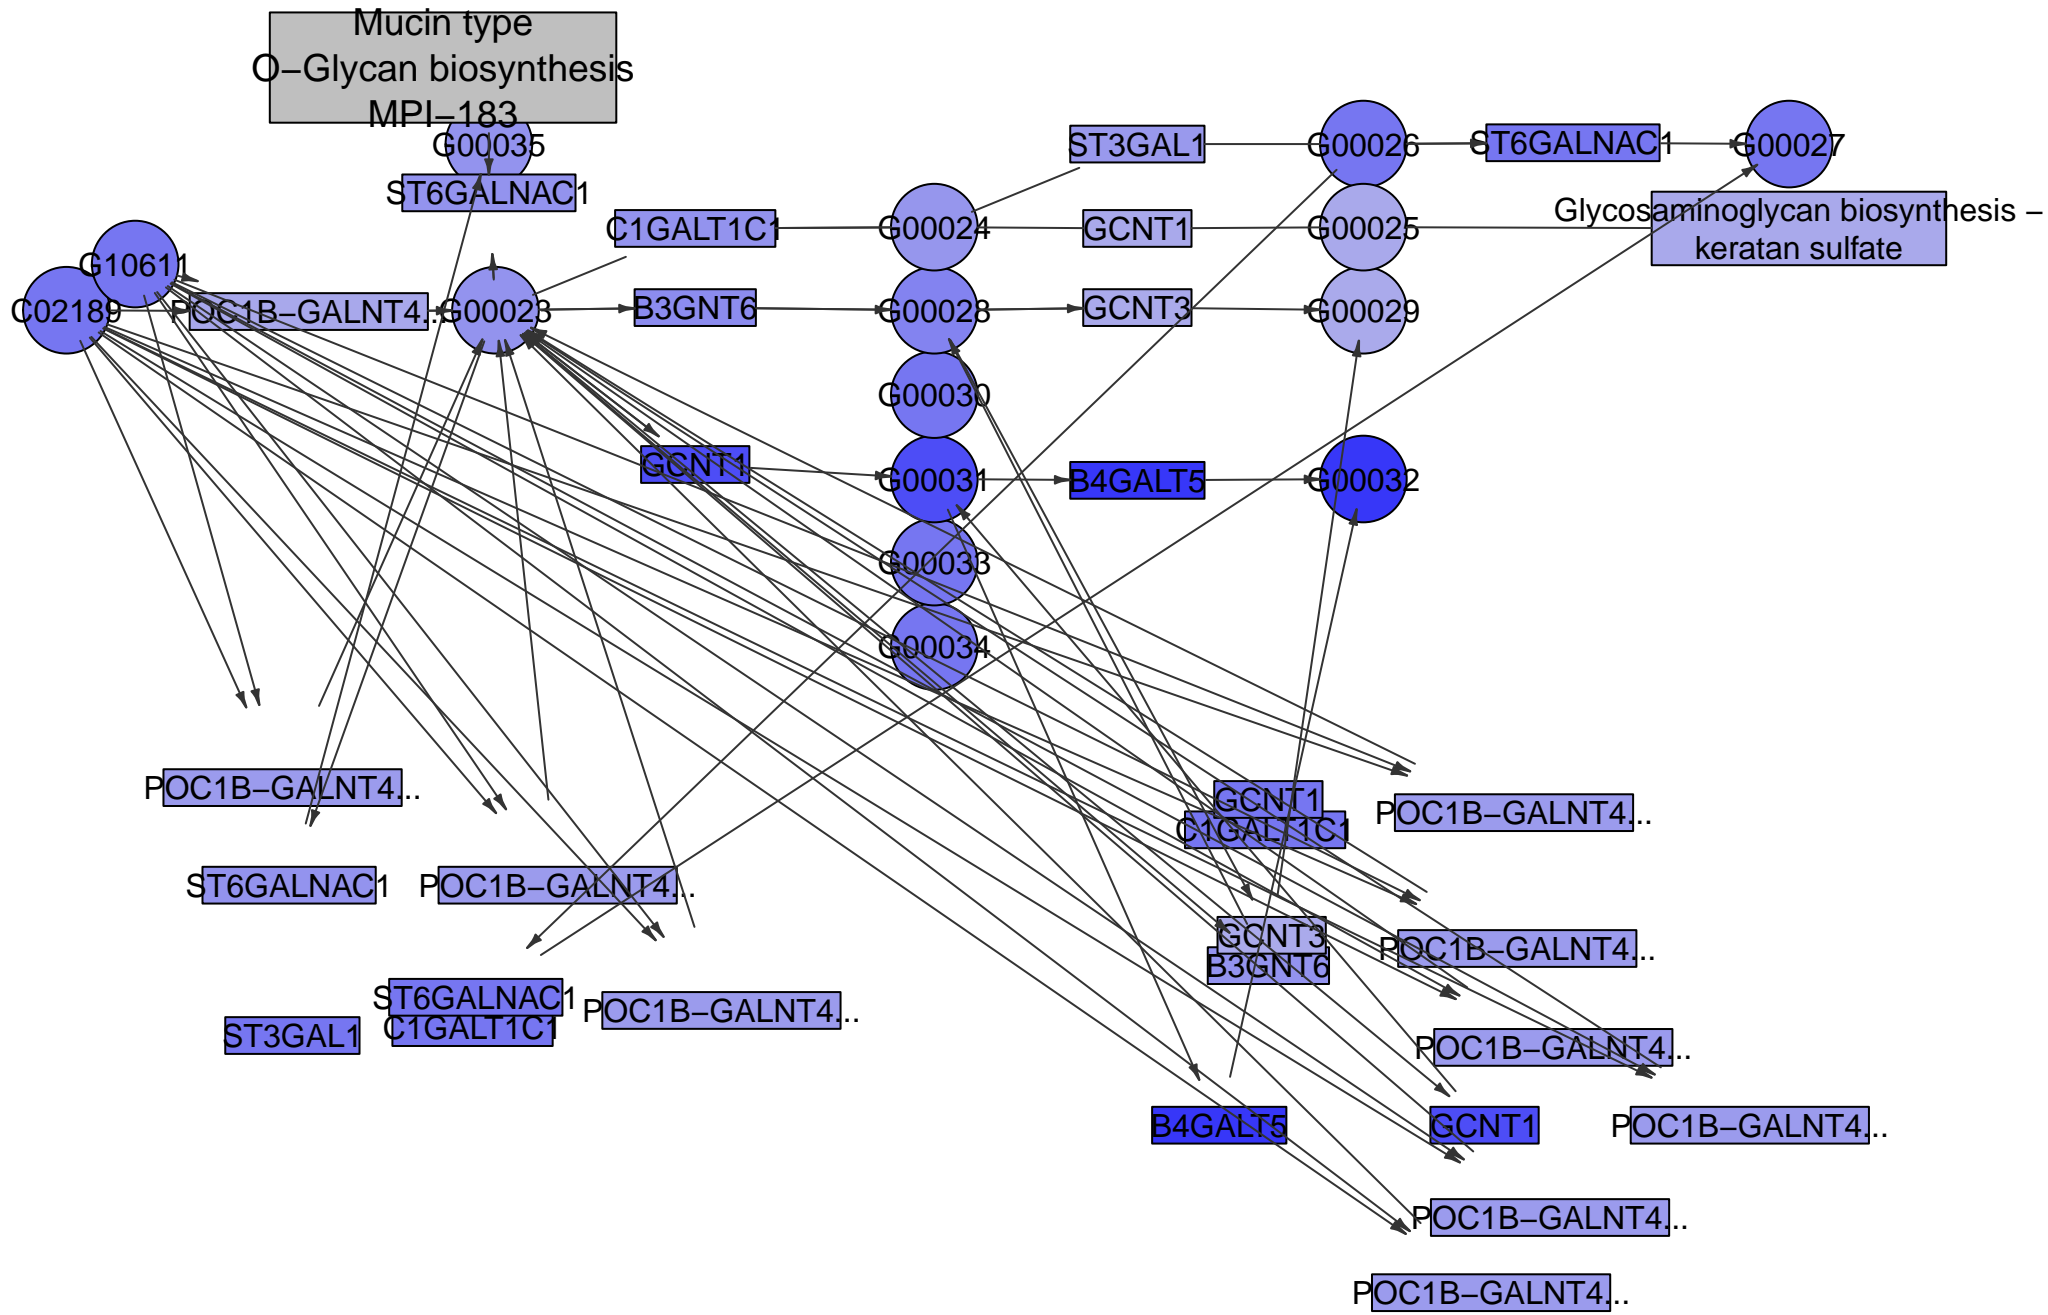 Mucin type
O−Glycan biosynthesis
MPI−183
G00035
ST6GALNAC1
ST3GAL1
G00026
ST6GALNAC1
G00027
C1GALT1C1
G00024
GCNT1
G00025
Glycosaminoglycan biosynthesis −
keratan sulfate
G10611
C02189
POC1B−GALNT4...
G00023
B3GNT6
G00028
GCNT3
G00029
G00030
GCNT1
G00031
B4GALT5
G00032
G00033
G00034
POC1B−GALNT4...
GCNT1
C1GALT1C1
POC1B−GALNT4...
ST6GALNAC1
POC1B−GALNT4...
GCNT3
B3GNT6
POC1B−GALNT4...
ST6GALNAC1
C1GALT1C1
ST3GAL1
POC1B−GALNT4...
POC1B−GALNT4...
B4GALT5
GCNT1
POC1B−GALNT4...
POC1B−GALNT4...
POC1B−GALNT4...